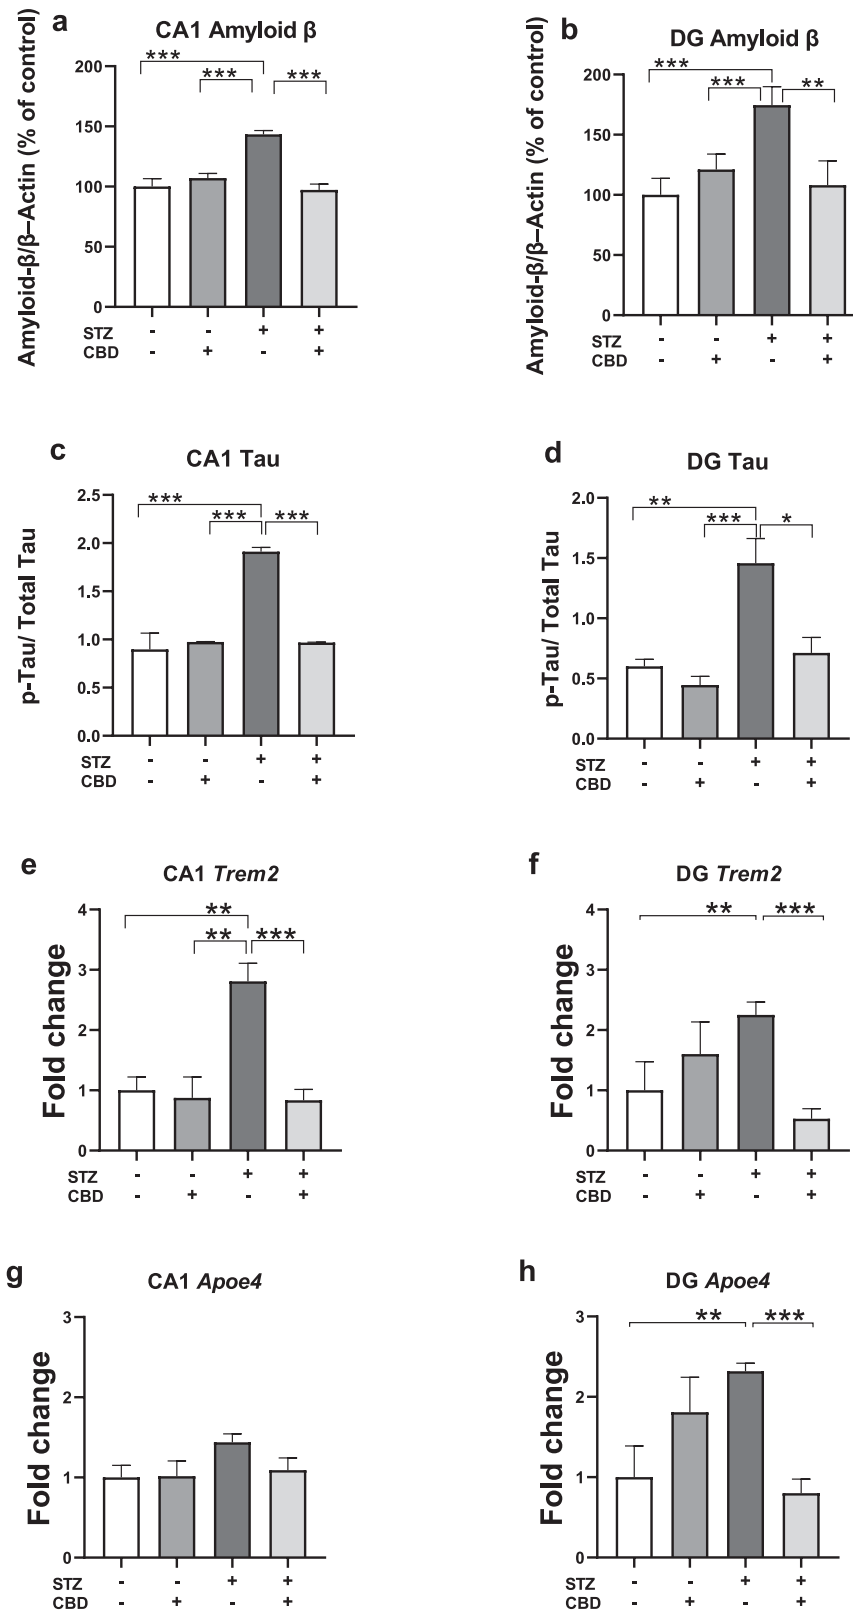 a
CA1 Amyloid β
Amyloid-β/β–Actin (% of control)
200
150
100
50
0
*** *** ***
STZ - - + +
CBD - + - +
b
DG Amyloid β
Amyloid-β/β–Actin (% of control)
200
150
100
50
0
*** *** **
STZ - - + +
CBD - + - +
c
CA1 Tau
p-Tau/ Total Tau
2.5
2.0
1.5
1.0
0.5
0.0
*** *** ***
STZ - - + +
CBD - + - +
d
DG Tau
p-Tau/ Total Tau
2.0
1.5
1.0
0.5
0.0
** *** *
STZ - - + +
CBD - + - +
e
CA1 Trem2
Fold change
4
3
2
1
0
** ** ***
STZ - - + +
CBD - + - +
f
DG Trem2
Fold change
4
3
2
1
0
** ***
STZ - - + +
CBD - + - +
g
CA1 Apoe4
Fold change
3
2
1
0
STZ - - + +
CBD - + - +
h
DG Apoe4
Fold change
3
2
1
0
** ***
STZ - - + +
CBD - + - +